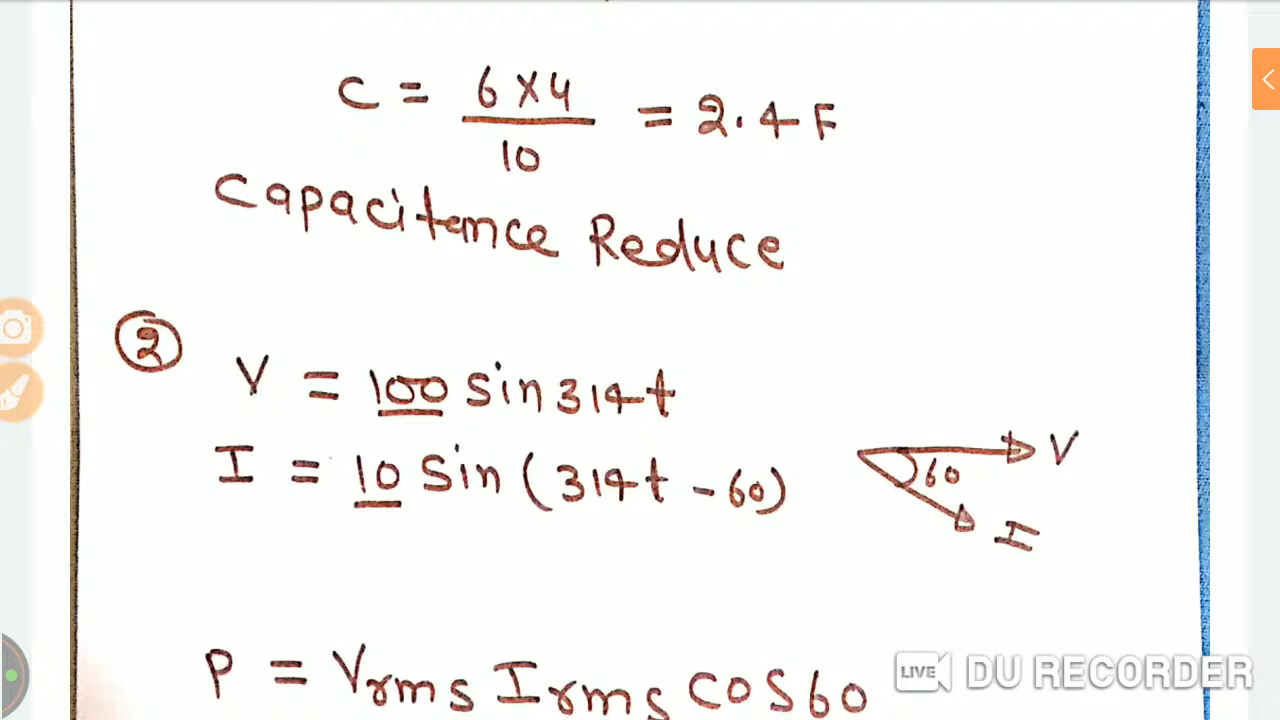 C = 6×4 / 10 = 2.4 F
Capacitence Reduce
② V = 100 sin 314t
I = 10 sin (314t - 60)
V
60
I
P = Vrms Irms cos 60
LIVE DU RECORDER